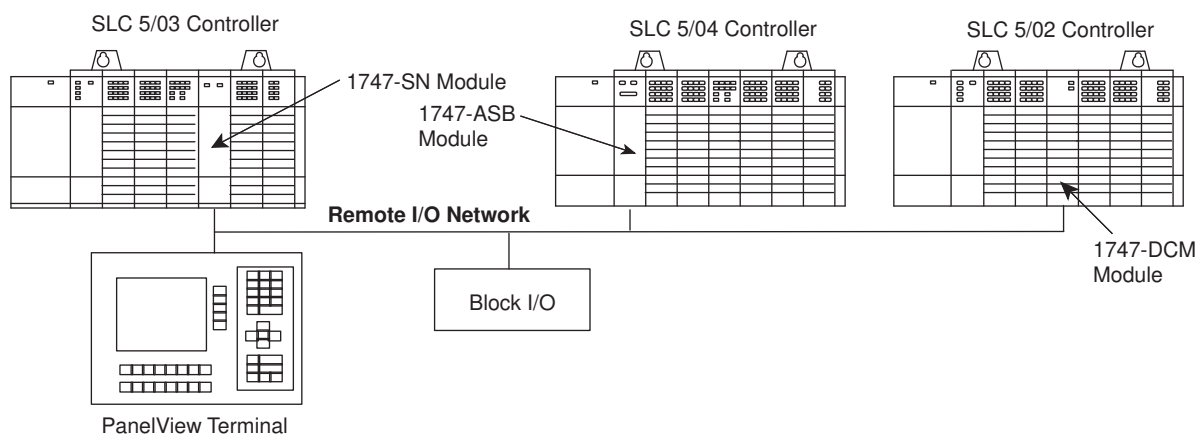 SLC 5/03 Controller
SLC 5/04 Controller
SLC 5/02 Controller
1747-SN Module
1747-ASB
Module
Remote I/O Network
1747-DCM
Module
Block I/O
PanelView Terminal